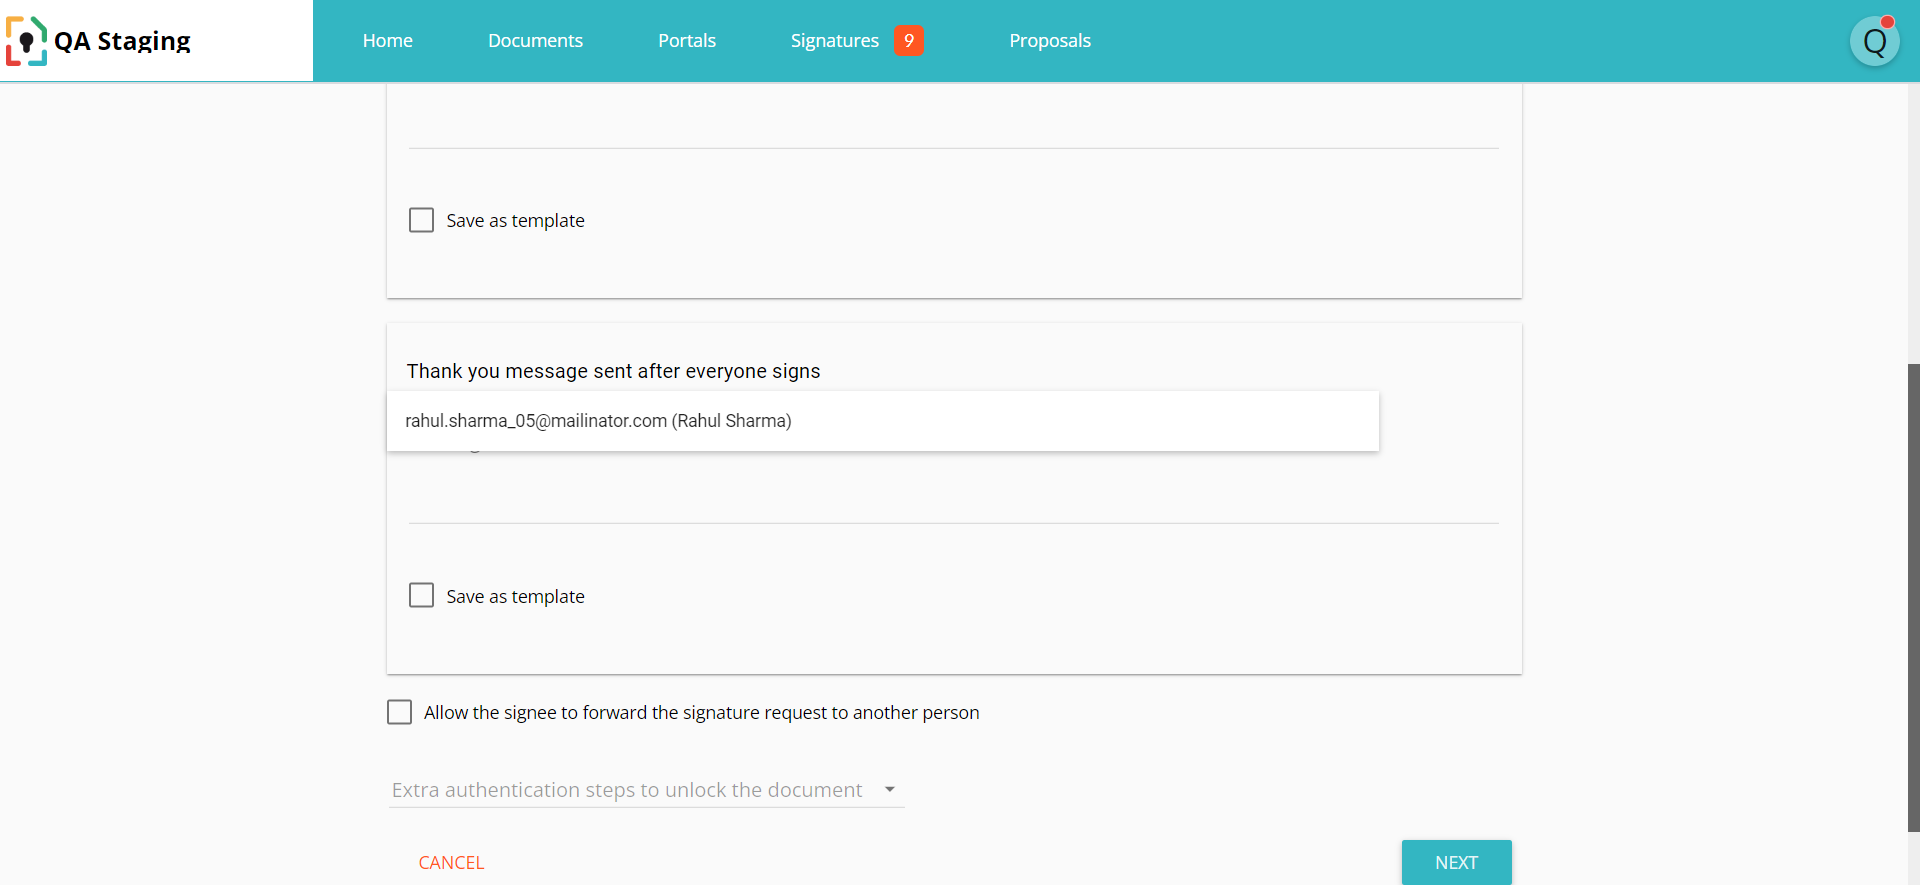 QA Staging
Home
Documents
Portals
Signatures 9
Proposals
Q
Save as template
Thank you message sent after everyone signs
rahul.sharma_05@mailinator.com (Rahul Sharma)
Save as template
Allow the signee to forward the signature request to another person
Extra authentication steps to unlock the document
CANCEL
NEXT